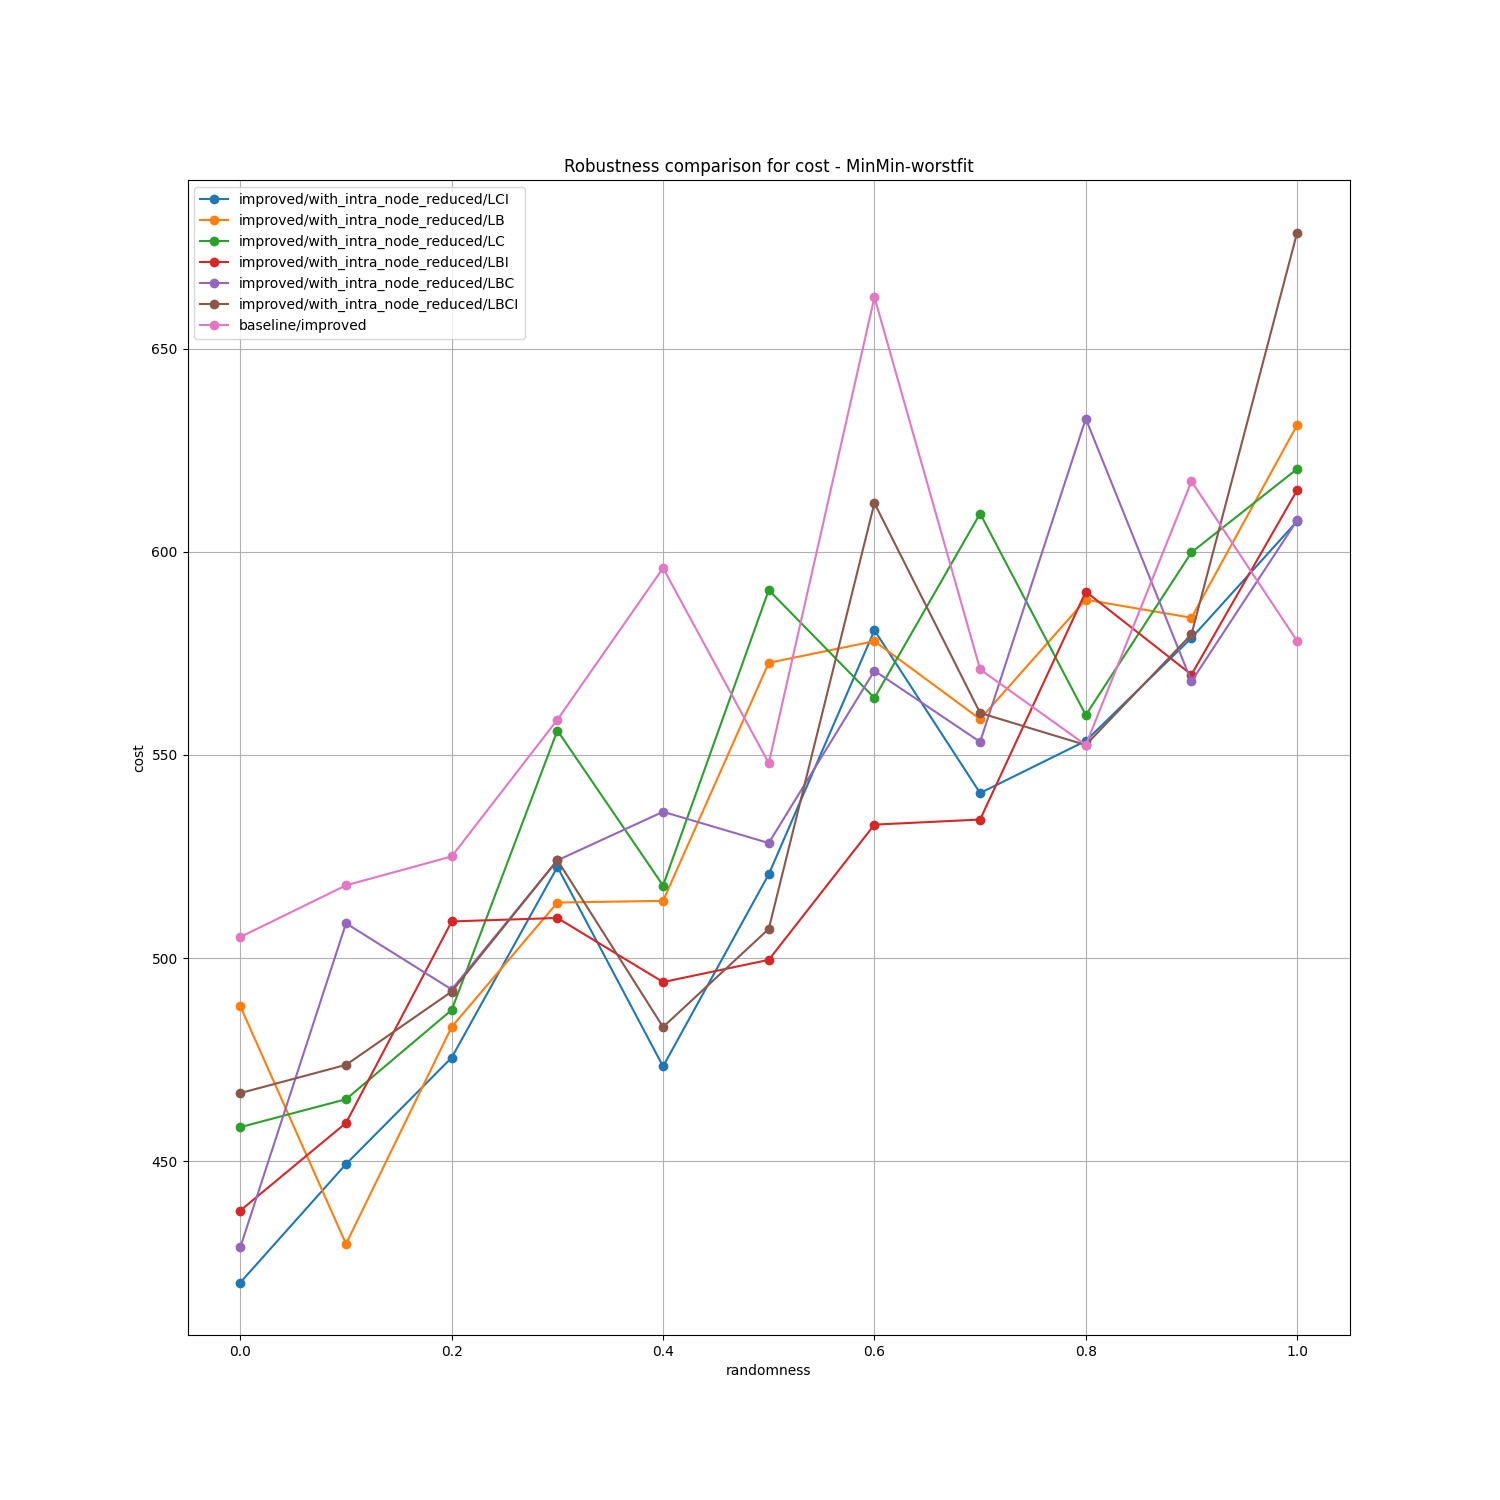 Robustness comparison for cost - MinMin-worstfit
improved/with_intra_node_reduced/LCI
improved/with_intra_node_reduced/LB
improved/with_intra_node_reduced/LC
improved/with_intra_node_reduced/LBI
improved/with_intra_node_reduced/LBC
improved/with_intra_node_reduced/LBCI
baseline/improved
650
600
550
500
450
cost
0.0 0.2 0.4 0.6 0.8 1.0
randomness